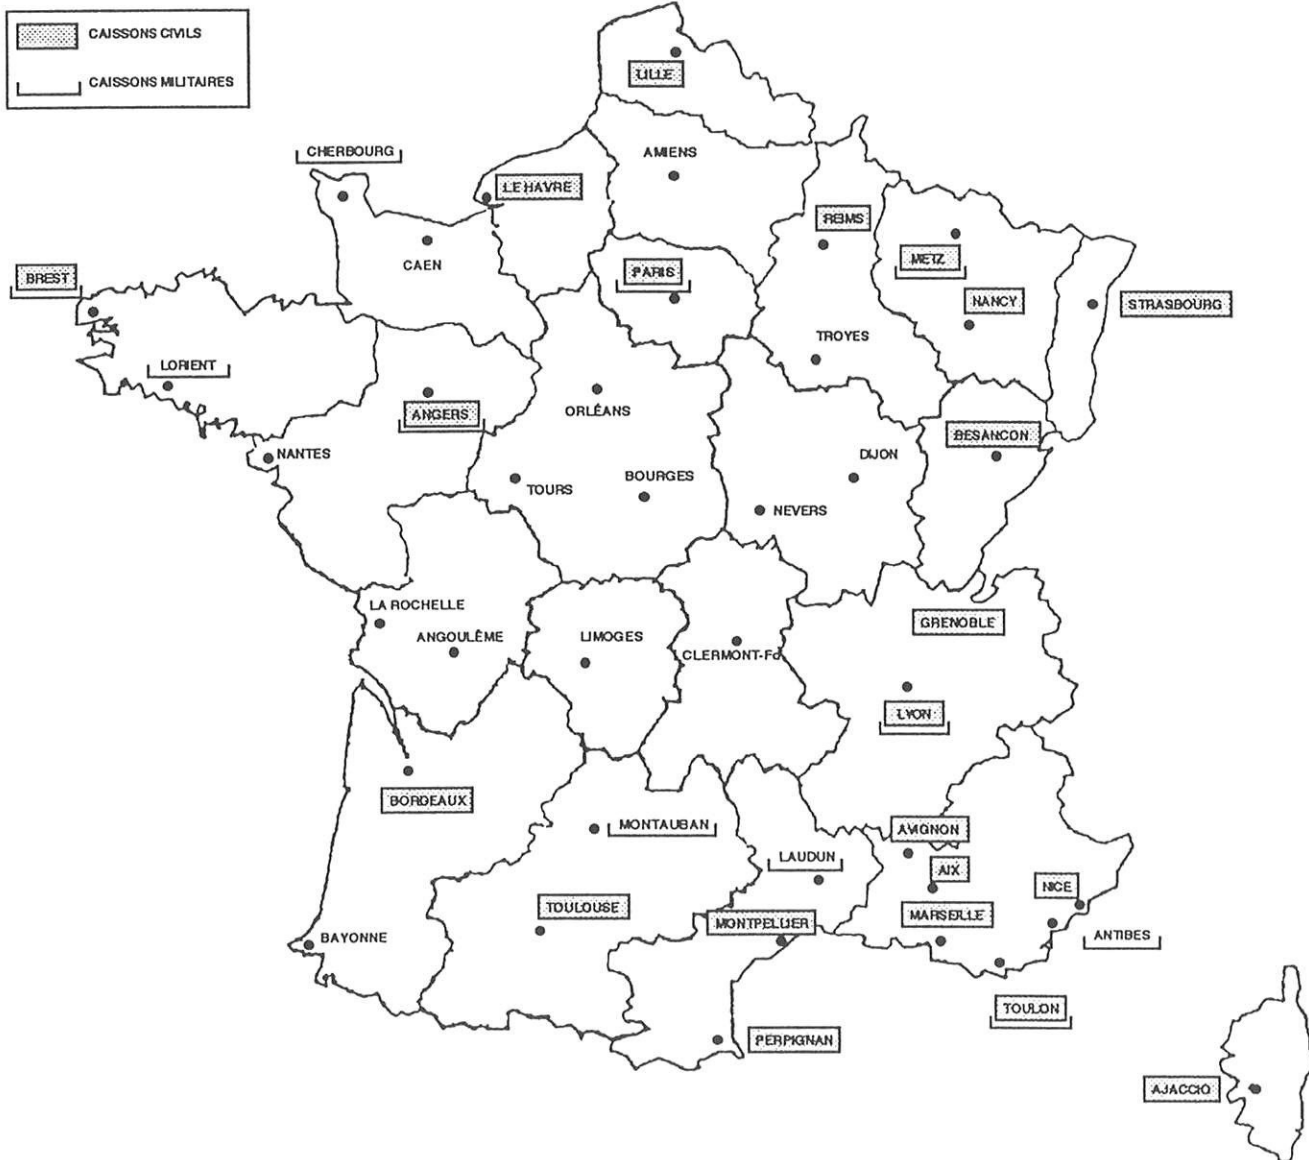 CAISSONS CIVILS
CAISSONS MILITAIRES
LILLE
CHERBOURG
AMIENS
LE HAVRE
REIMS
CAEN
METZ
BREST
PARIS
NANCY
STRASBOURG
TROYES
LORIENT
ANGERS
ORLÉANS
BESANCON
NANTES
DIJON
BOURGES
TOURS
NEVERS
LA ROCHELLE
GRENOBLE
ANGOULÊME
LIMOGES
CLERMONT-Fd
LYON
BORDEAUX
MONTAUBAN
AVIGNON
LAUDUN
AIX
NICE
TOULOUSE
MONTPELLIER
MARSEILLE
BAYONNE
ANTIBES
TOULON
PERPIGNAN
AJACCIO